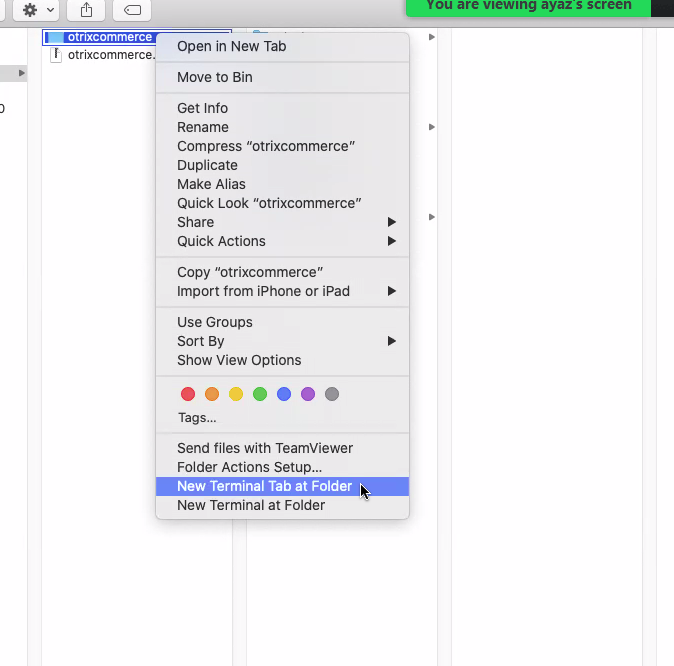 You are viewing ayaz's screen
otrixcommerce
otrixcommerce.
0
Open in New Tab
Move to Bin
Get Info
Rename
Compress “otrixcommerce”
Duplicate
Make Alias
Quick Look “otrixcommerce”
Share
Quick Actions
Copy “otrixcommerce”
Import from iPhone or iPad
Use Groups
Sort By
Show View Options
Tags...
Send files with TeamViewer
Folder Actions Setup...
New Terminal Tab at Folder
New Terminal at Folder